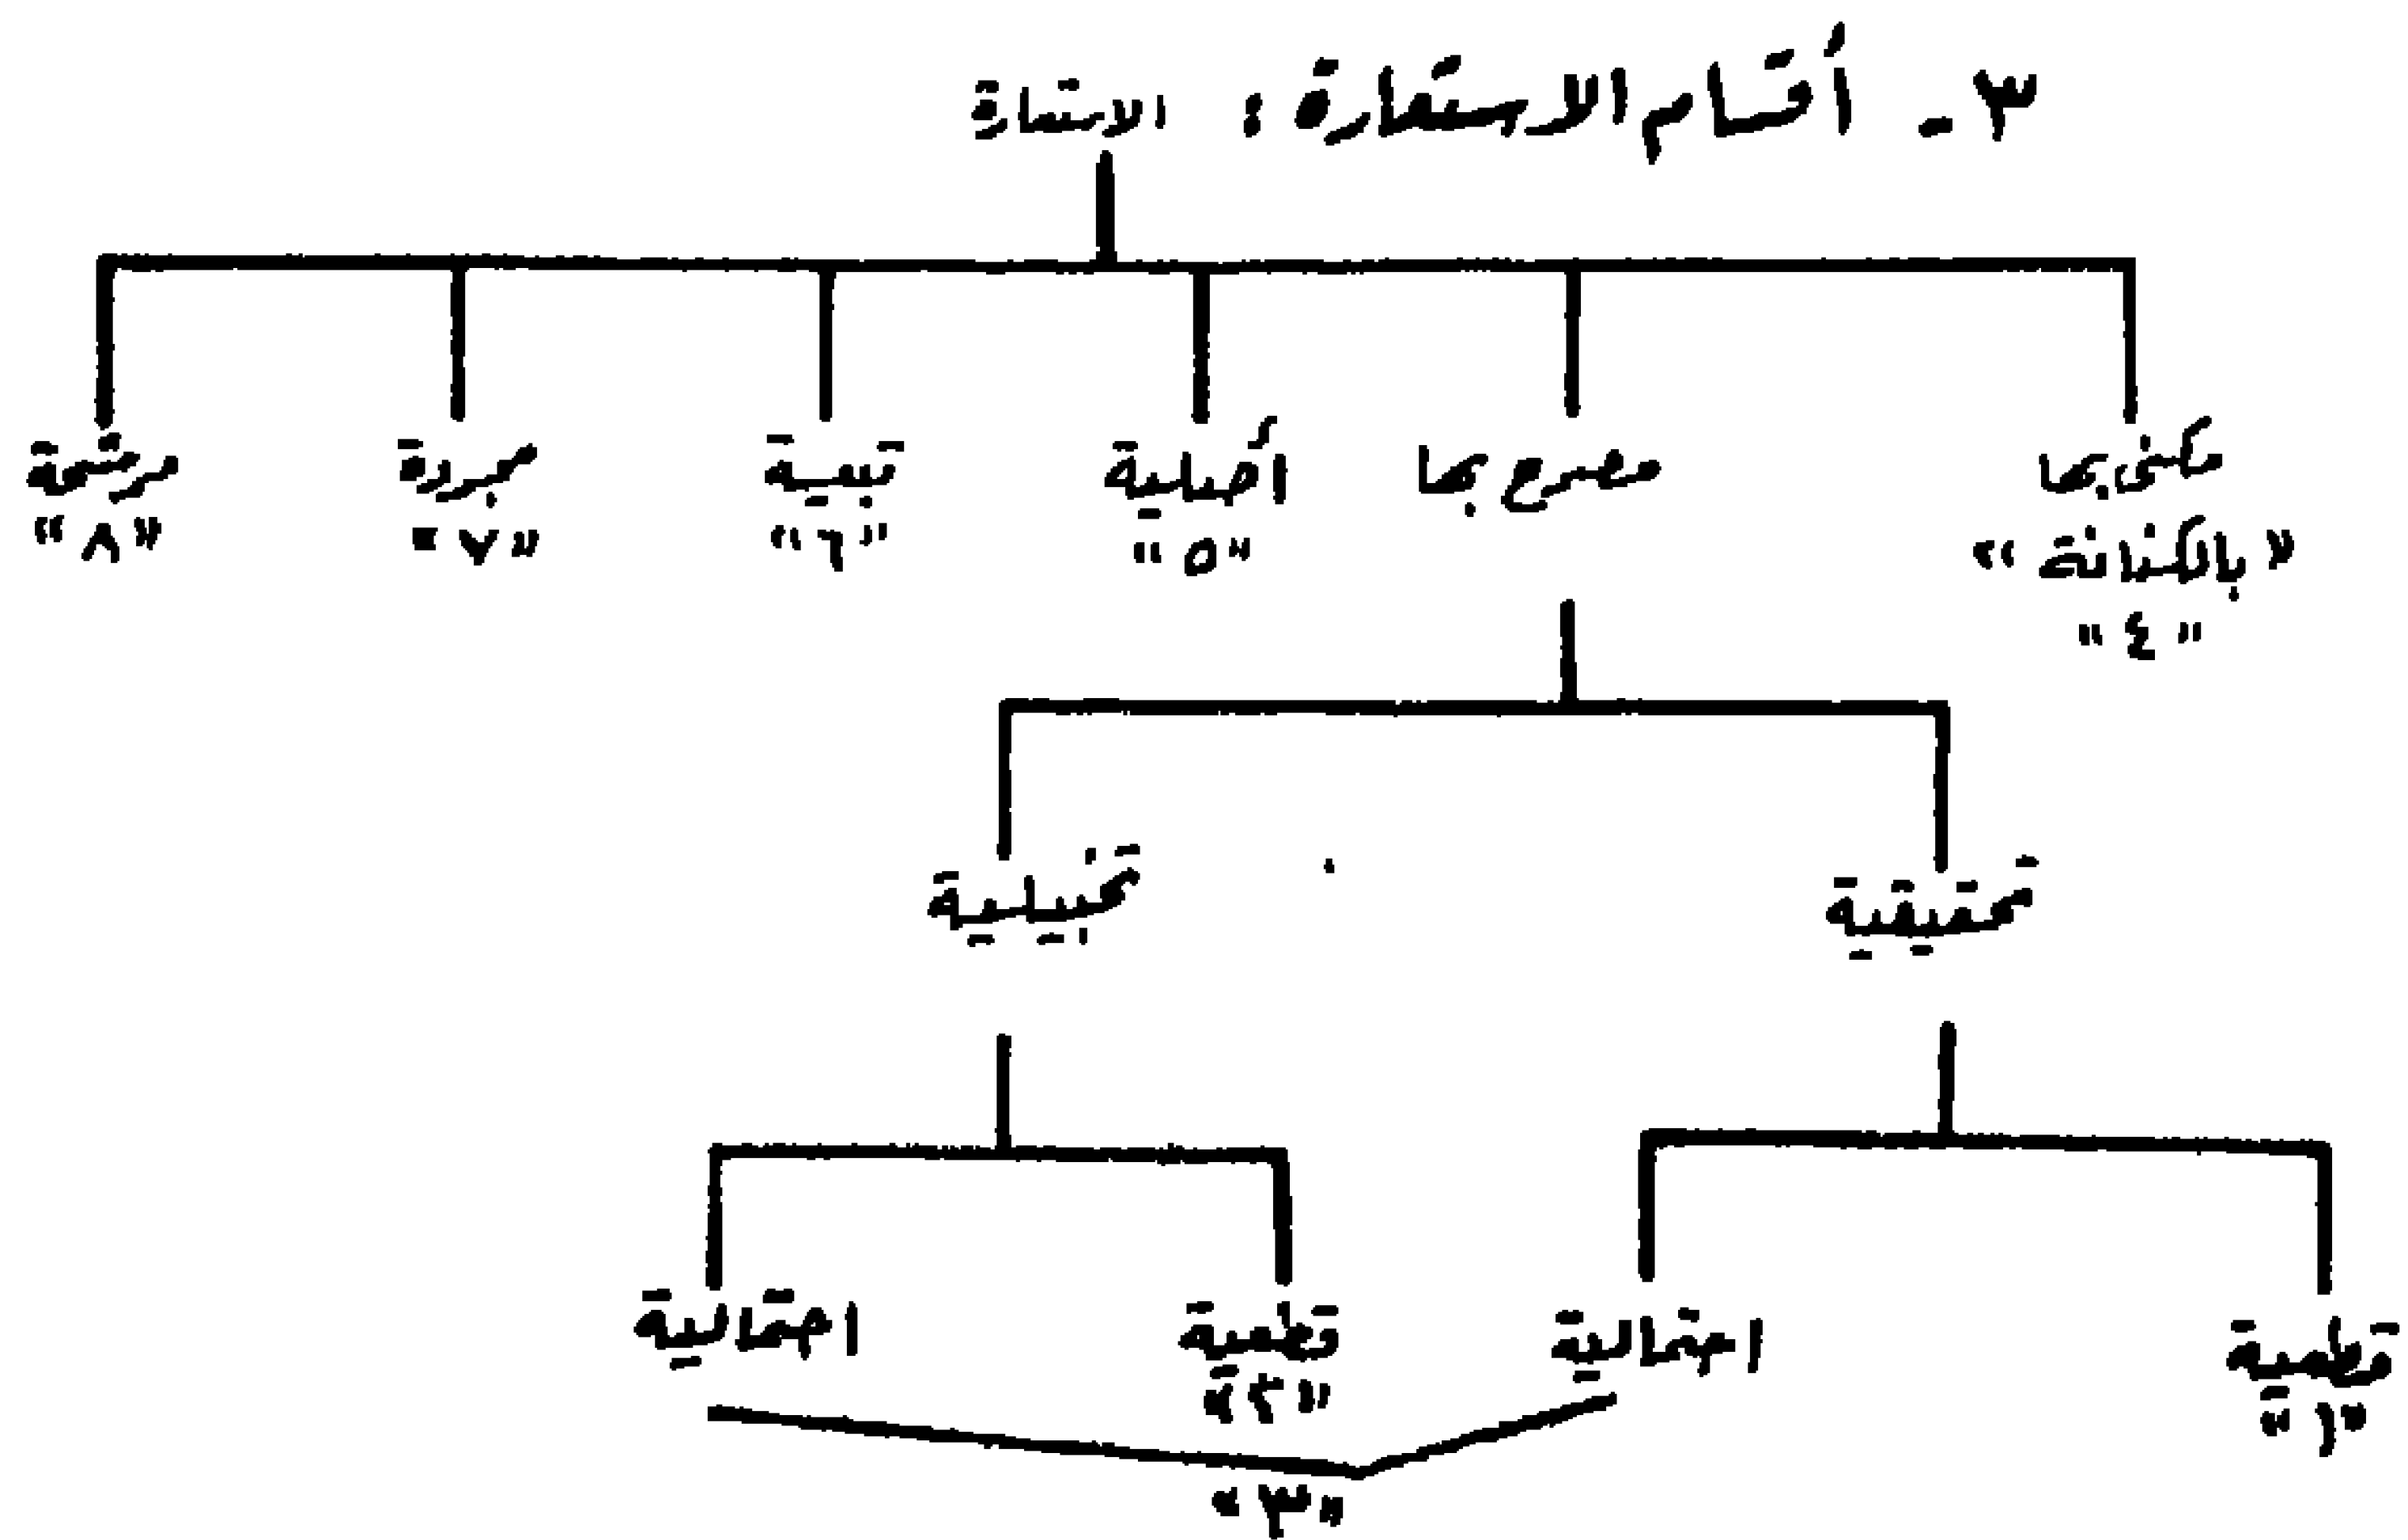 ٣ - أقسام الاستعارة : الاستعارة
مكنى بها
«بالكنانة»
«٤»
مصرح بها
أصلية
«٥»
تبعية
«٦»
مجردة
«٧»
مرشحة
«٨»
تحقيقية
تخييلية
قطعية
«١»
احتمالية
قطعية
«٢»
احتمالية
«٣»